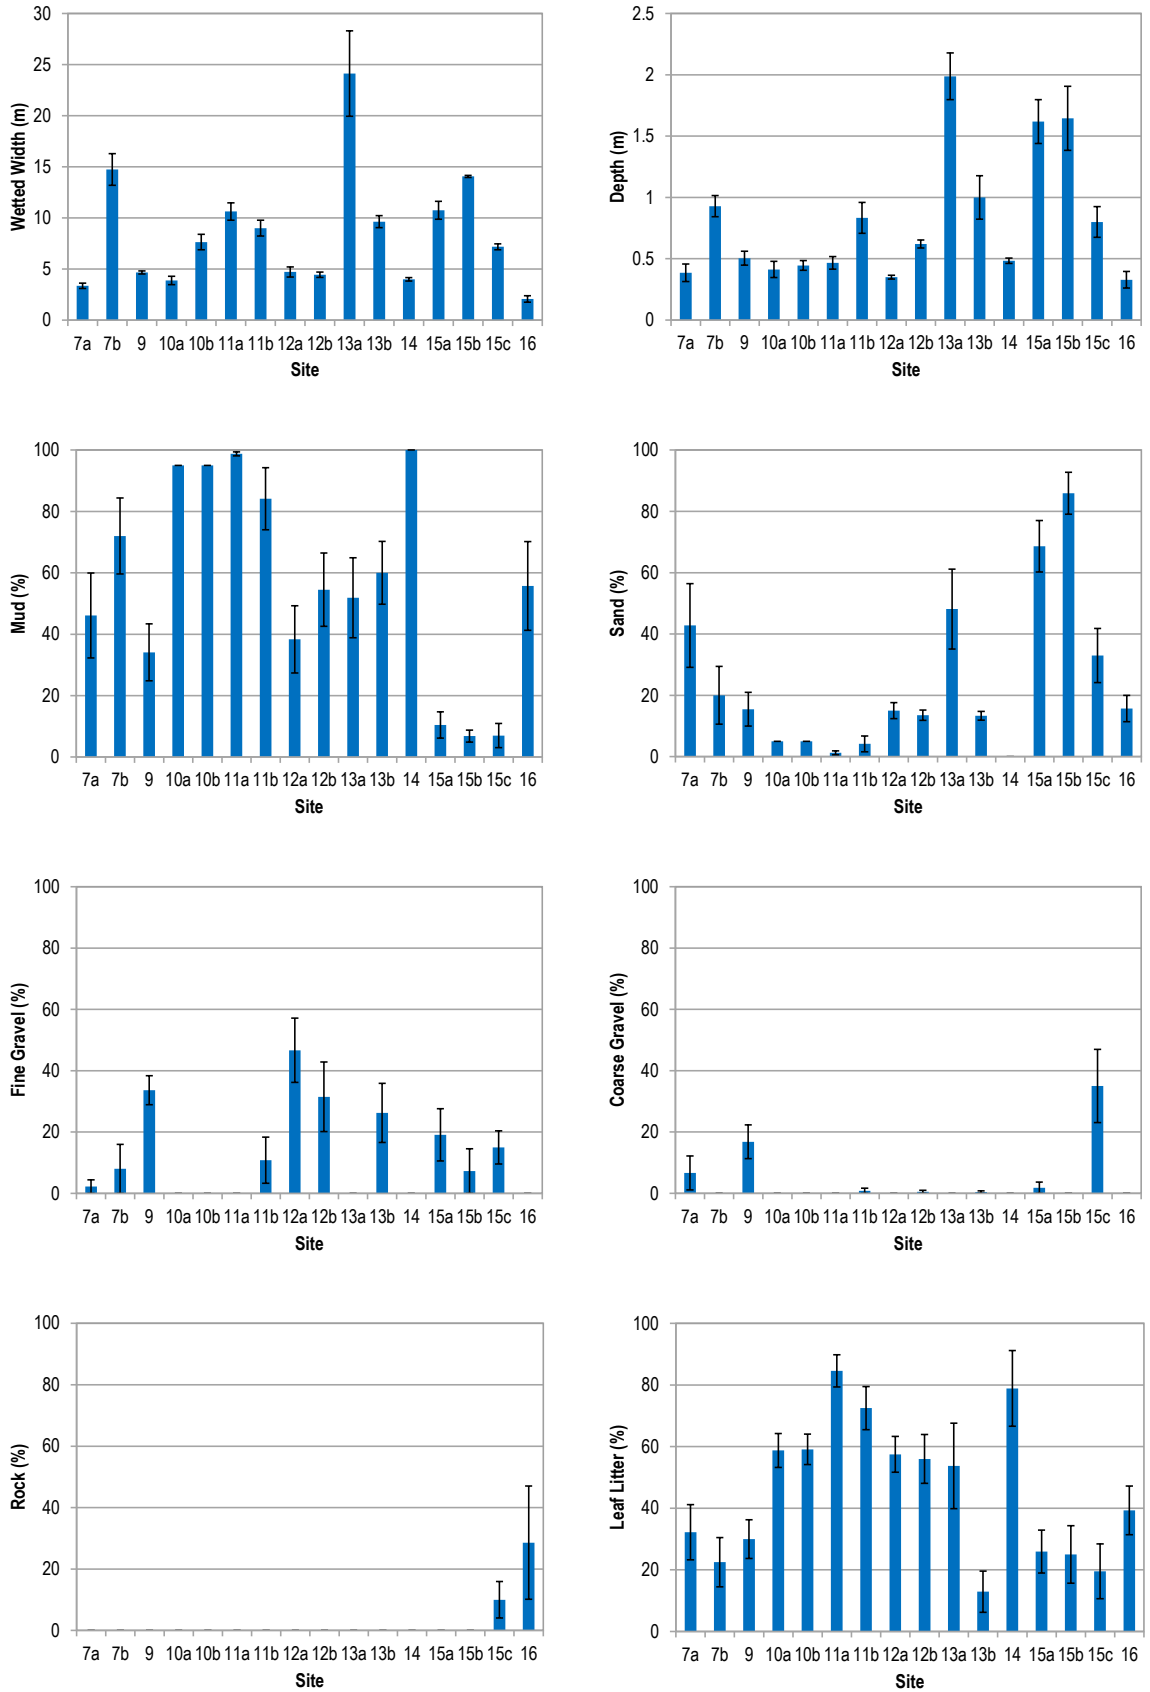 30
25
20
15
10
5
0
Wetted Width (m)
7a 7b 9 10a 10b 11a 11b 12a 12b 13a 13b 14 15a 15b 15c 16
Site
2.5
2
1.5
1
0.5
0
Depth (m)
7a 7b 9 10a 10b 11a 11b 12a 12b 13a 13b 14 15a 15b 15c 16
Site
100
80
60
40
20
0
Mud (%)
7a 7b 9 10a 10b 11a 11b 12a 12b 13a 13b 14 15a 15b 15c 16
Site
100
80
60
40
20
0
Sand (%)
7a 7b 9 10a 10b 11a 11b 12a 12b 13a 13b 14 15a 15b 15c 16
Site
100
80
60
40
20
0
Fine Gravel (%)
7a 7b 9 10a 10b 11a 11b 12a 12b 13a 13b 14 15a 15b 15c 16
Site
100
80
60
40
20
0
Coarse Gravel (%)
7a 7b 9 10a 10b 11a 11b 12a 12b 13a 13b 14 15a 15b 15c 16
Site
100
80
60
40
20
0
Rock (%)
7a 7b 9 10a 10b 11a 11b 12a 12b 13a 13b 14 15a 15b 15c 16
Site
100
80
60
40
20
0
Leaf Litter (%)
7a 7b 9 10a 10b 11a 11b 12a 12b 13a 13b 14 15a 15b 15c 16
Site